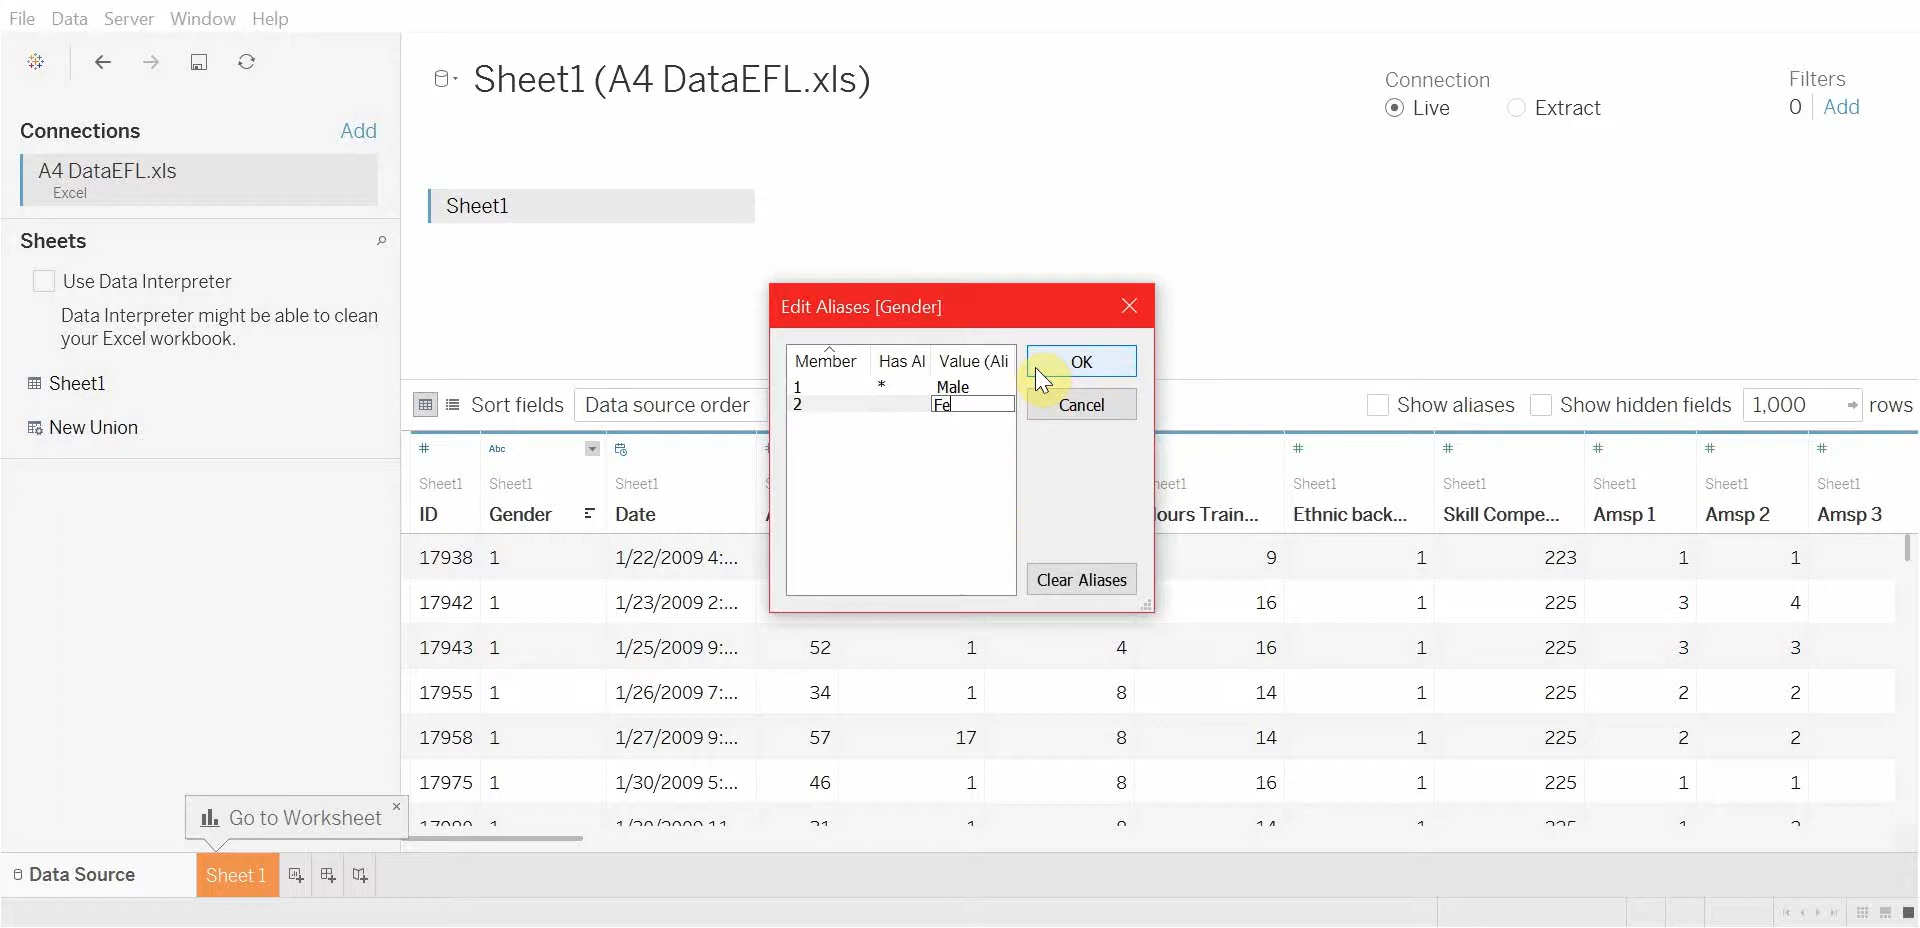 File Data Server Window Help
Sheet1 (A4 DataEFL.xls)
Connection
Live Extract
Filters
0 Add
Connections Add
A4 DataEFL.xls
Excel
Sheet1
Sheets
Use Data Interpreter
Data Interpreter might be able to clean
your Excel workbook.
Sheet1
New Union
Edit Aliases [Gender]
Member Has Al Value (Ali
1 * Male
2 Fe
OK
Cancel
Clear Aliases
Sort fields Data source order
Show aliases Show hidden fields 1,000 rows
Abc
Sheet1 Sheet1 Sheet1 Sheet1 Sheet1 Sheet1 Sheet1 Sheet1
ID Gender Date ours Train... Ethnic back... Skill Compe... Amsp 1 Amsp 2 Amsp 3
17938 1 1/22/2009 4:... 9 1 223 1 1
17942 1 1/23/2009 2:... 16 1 225 3 4
17943 1 1/25/2009 9:... 52 1 4 16 1 225 3 3
17955 1 1/26/2009 7:... 34 1 8 14 1 225 2 2
17958 1 1/27/2009 9:... 57 17 8 14 1 225 2 2
17975 1 1/30/2009 5:... 46 1 8 16 1 225 1 1
Go to Worksheet
Data Source Sheet 1